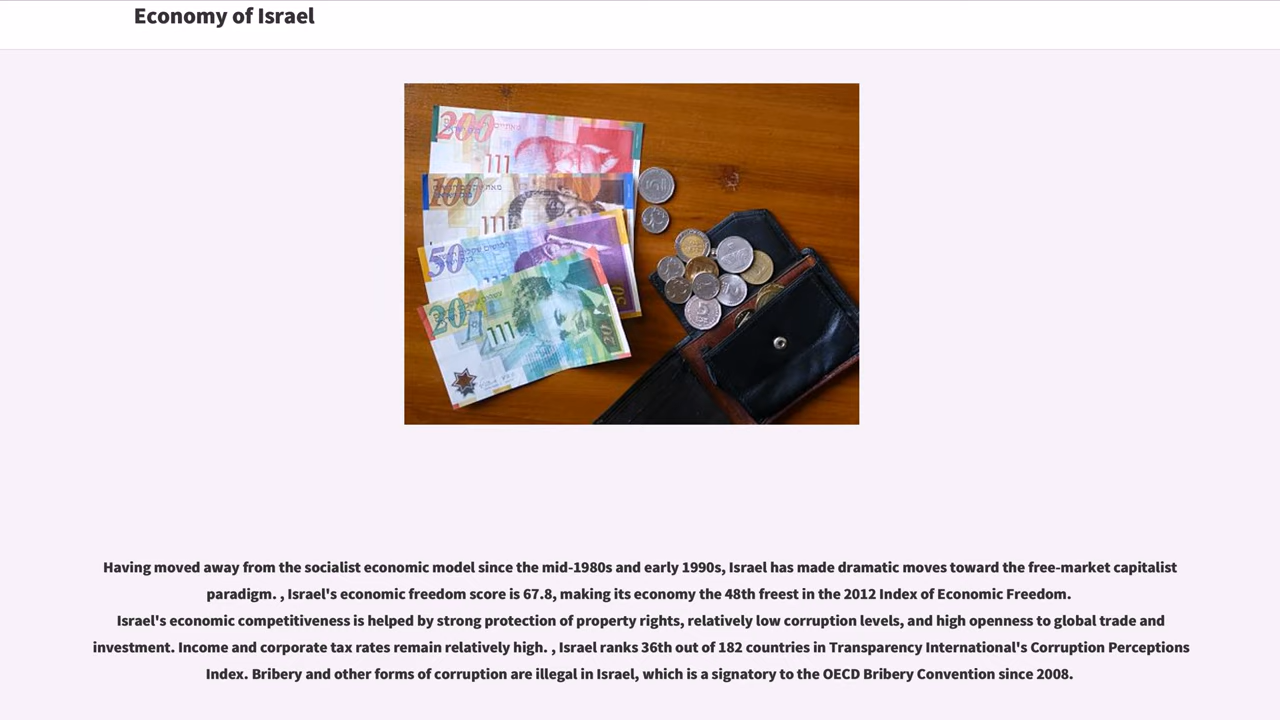 Economy of Israel
200
100
50
20
50
20
5
Having moved away from the socialist economic model since the mid-1980s and early 1990s, Israel has made dramatic moves toward the free-market capitalist
paradigm. , Israel's economic freedom score is 67.8, making its economy the 48th freest in the 2012 Index of Economic Freedom.
Israel's economic competitiveness is helped by strong protection of property rights, relatively low corruption levels, and high openness to global trade and
investment. Income and corporate tax rates remain relatively high. , Israel ranks 36th out of 182 countries in Transparency International's Corruption Perceptions
Index. Bribery and other forms of corruption are illegal in Israel, which is a signatory to the OECD Bribery Convention since 2008.